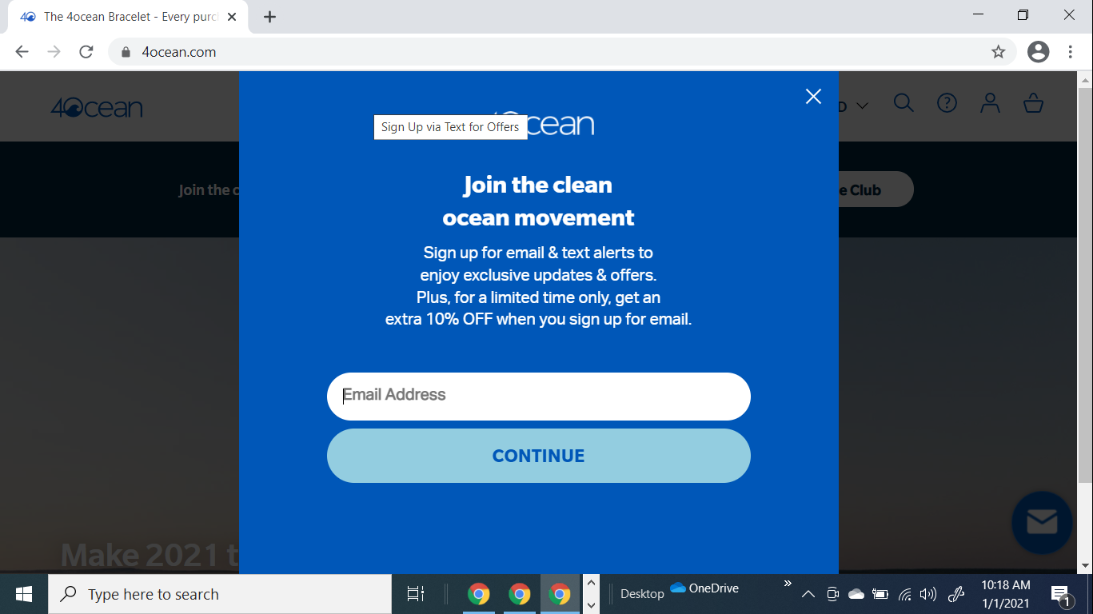 The 4ocean Bracelet - Every purc
4ocean.com
4ocean
D
Join the c
e Club
4ocean
Sign Up via Text for Offers
Join the clean
ocean movement
Sign up for email & text alerts to
enjoy exclusive updates & offers.
Plus, for a limited time only, get an
extra 10% OFF when you sign up for email.
Email Address
CONTINUE
Make 2021 t
Type here to search
Desktop
OneDrive
10:18 AM
1/1/2021
1